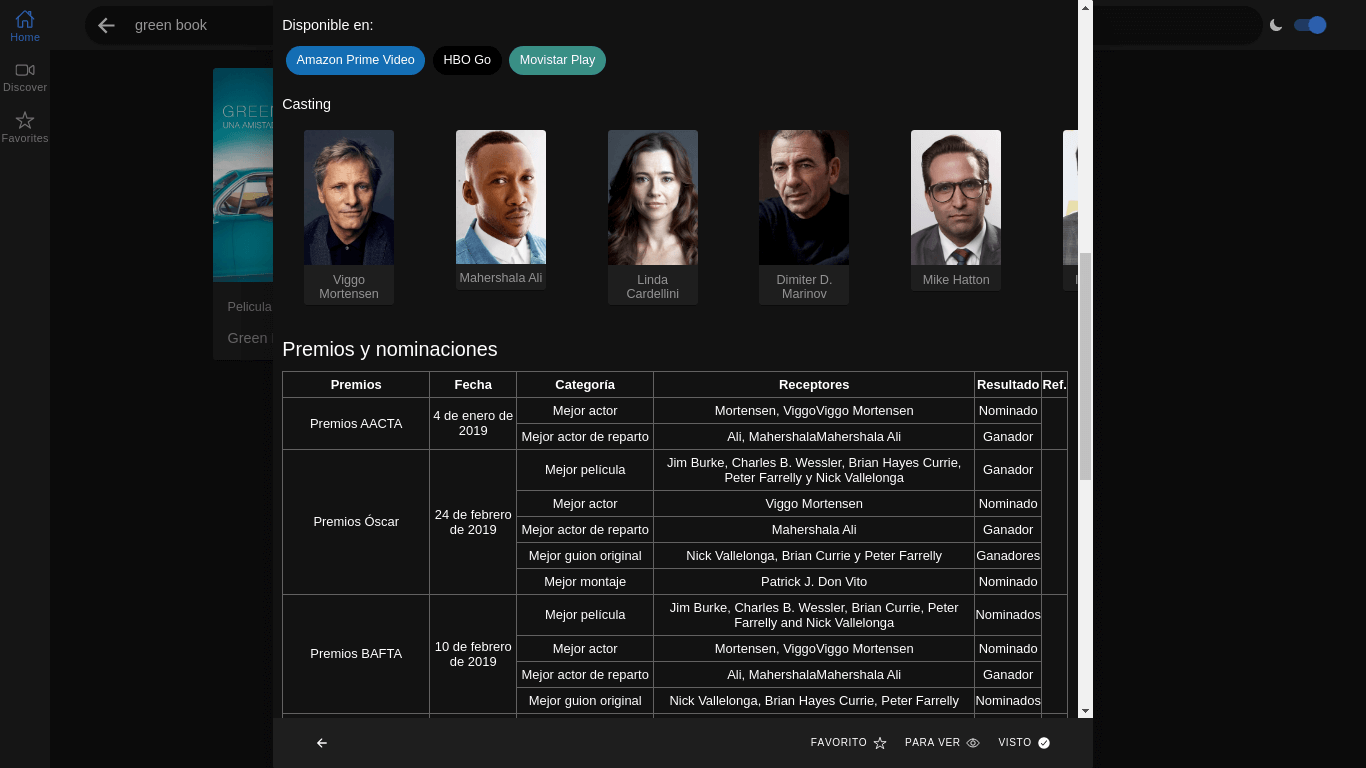 Home
Discover
Favorites
green book
GREEN
UNA AMISTAD
Pelicula
Green
Disponible en:
Amazon Prime Video
HBO Go
Movistar Play
Casting
Viggo
Mortensen
Mahershala Ali
Linda
Cardellini
Dimiter D.
Marinov
Mike Hatton
Premios y nominaciones
Premios Fecha Categoría Receptores Resultado Ref.
Premios AACTA
4 de enero de
2019
Mejor actor Mortensen, ViggoViggo Mortensen Nominado
Mejor actor de reparto Ali, MahershalaMahershala Ali Ganador
Premios Óscar
24 de febrero
de 2019
Mejor película
Jim Burke, Charles B. Wessler, Brian Hayes Currie,
Peter Farrelly y Nick Vallelonga
Ganador
Mejor actor Viggo Mortensen Nominado
Mejor actor de reparto Mahershala Ali Ganador
Mejor guion original Nick Vallelonga, Brian Currie y Peter Farrelly Ganadores
Mejor montaje Patrick J. Don Vito Nominado
Premios BAFTA
10 de febrero
de 2019
Mejor película
Jim Burke, Charles B. Wessler, Brian Currie, Peter
Farrelly and Nick Vallelonga
Nominados
Mejor actor Mortensen, ViggoViggo Mortensen Nominado
Mejor actor de reparto Ali, MahershalaMahershala Ali Ganador
Mejor guion original Nick Vallelonga, Brian Hayes Currie, Peter Farrelly Nominados
FAVORITO
PARA VER
VISTO